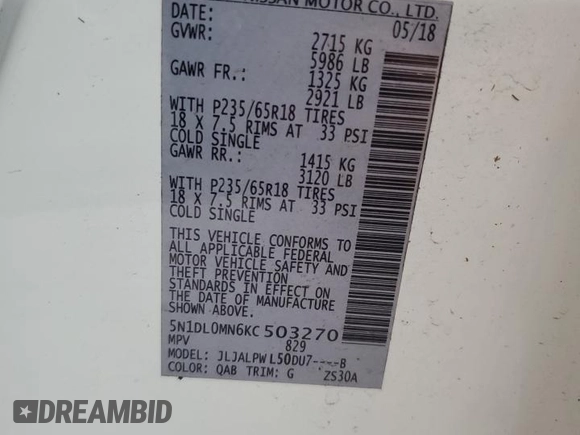 NISSAN MOTOR CO., LTD.
DATE: 05/18
GVWR: 2715 KG
5986 LB
GAWR FR.: 1325 KG
2921 LB
WITH P235/65R18 TIRES
18 X 7.5 RIMS AT 33 PSI
COLD SINGLE
GAWR RR.: 1415 KG
3120 LB
WITH P235/65R18 TIRES
18 X 7.5 RIMS AT 33 PSI
COLD SINGLE
THIS VEHICLE CONFORMS TO
ALL APPLICABLE FEDERAL
MOTOR VEHICLE SAFETY AND
THEFT PREVENTION
STANDARDS IN EFFECT ON
THE DATE OF MANUFACTURE
SHOWN ABOVE.
5N1DL0MN6KC503270
MPV 829
MODEL: JLJALPWL50DU7----B
COLOR: QAB TRIM: G ZS30A
DREAMBID